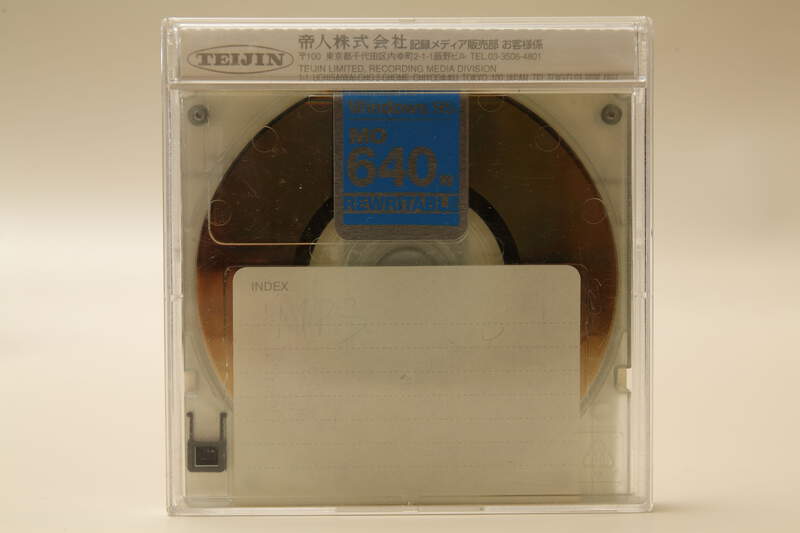 帝人株式会社 記録メディア販売部 お客様係
TEIJIN
〒100 東京都千代田区内幸町2-1-1飯野ビル TEL.03-3506-4801
TEIJIN LIMITED, RECORDING MEDIA DIVISION
Windows
MO
640
REWRITABLE
INDEX